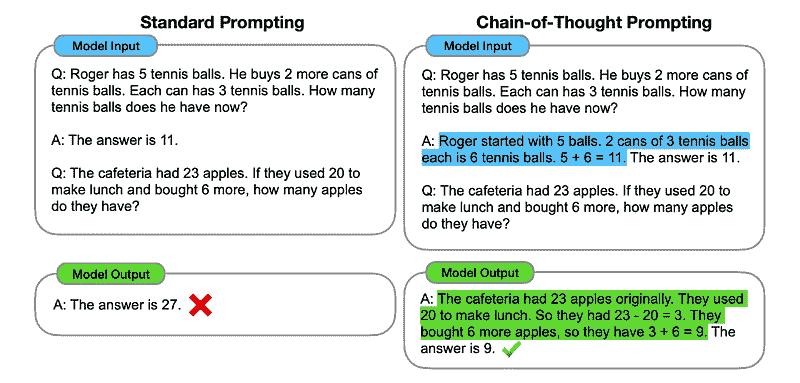 Standard Prompting
Model Input
Q: Roger has 5 tennis balls. He buys 2 more cans of
tennis balls. Each can has 3 tennis balls. How many
tennis balls does he have now?
A: The answer is 11.
Q: The cafeteria had 23 apples. If they used 20 to
make lunch and bought 6 more, how many apples
do they have?
Model Output
A: The answer is 27.
Chain-of-Thought Prompting
Model Input
Q: Roger has 5 tennis balls. He buys 2 more cans of
tennis balls. Each can has 3 tennis balls. How many
tennis balls does he have now?
A: Roger started with 5 balls. 2 cans of 3 tennis balls
each is 6 tennis balls. 5 + 6 = 11. The answer is 11.
Q: The cafeteria had 23 apples. If they used 20 to
make lunch and bought 6 more, how many apples
do they have?
Model Output
A: The cafeteria had 23 apples originally. They used
20 to make lunch. So they had 23 - 20 = 3. They
bought 6 more apples, so they have 3 + 6 = 9. The
answer is 9.